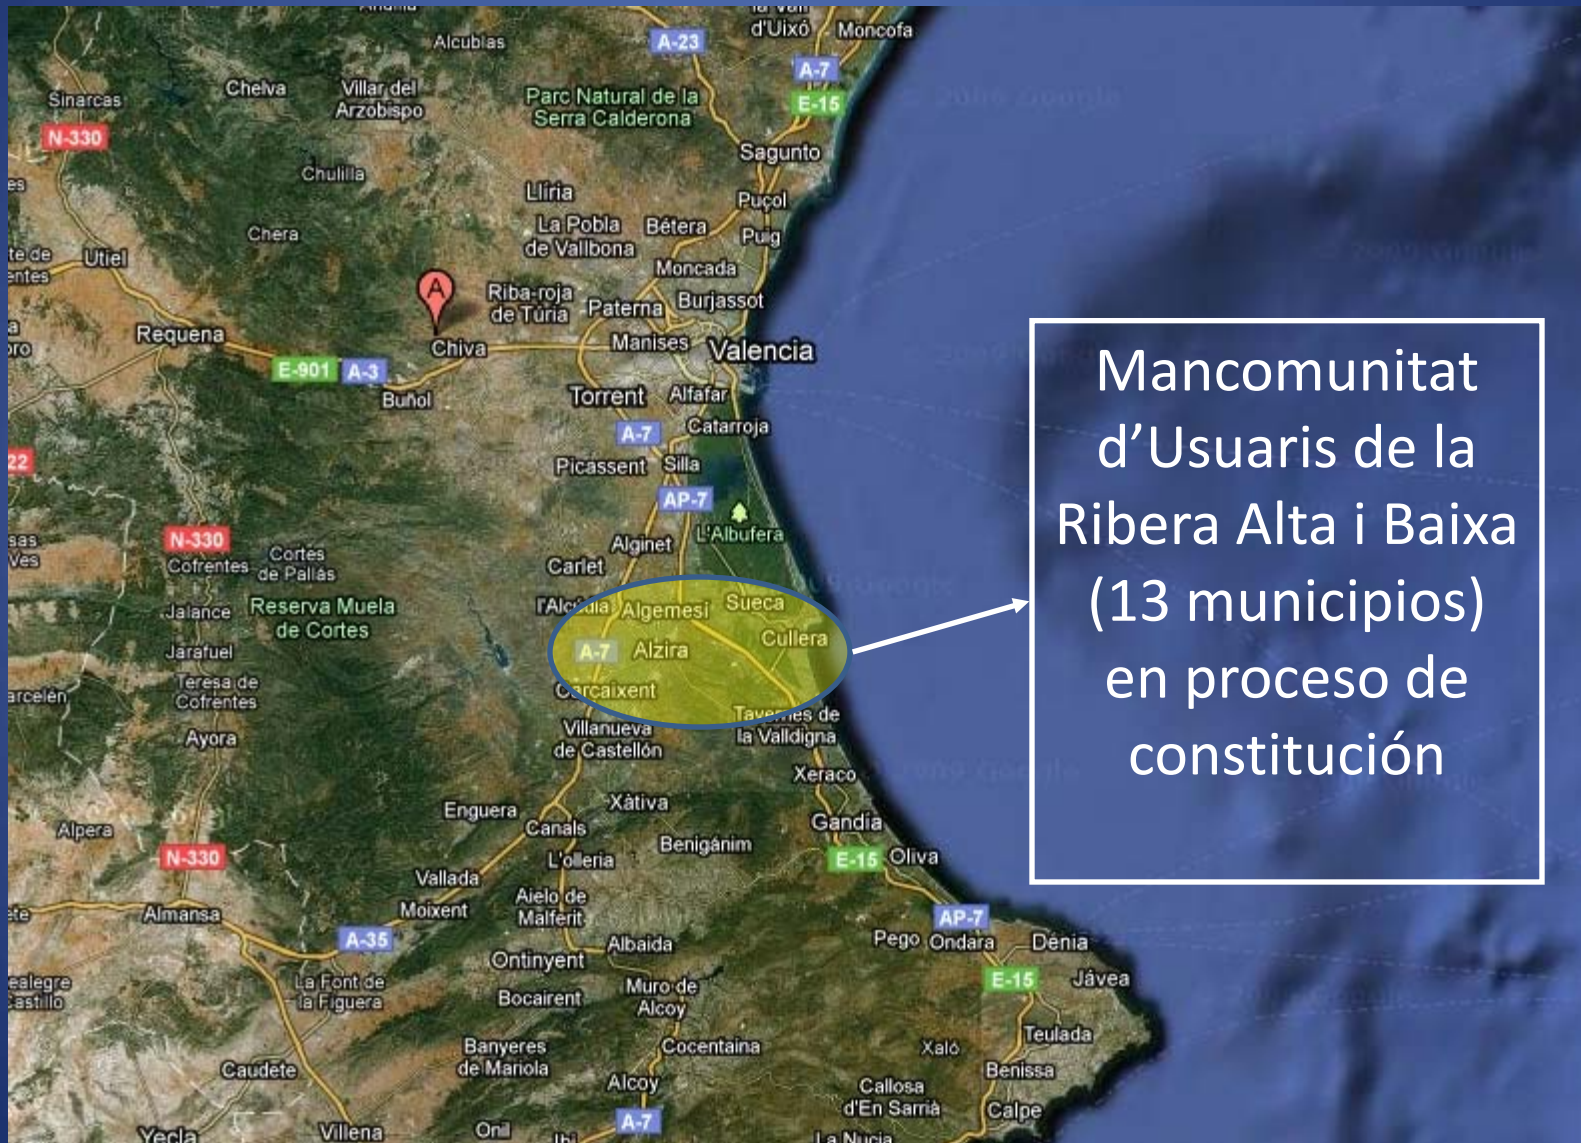 d'Uixó
Moncofa
Alcublas
A-23
A-7
Sinarcas
Chelva
Villar del
Arzobispo
Parc Natural de la
Serra Calderona
E-15
N-330
Sagunto
Chulilla
Llíria
Puçol
La Pobla
de Vallbona
Bétera
Puig
Chera
Utiel
Moncada
A
Riba-roja
de Túria
Paterna
Burjassot
Requena
Chiva
Manises
Valencia
E-901
A-3
Buñol
Torrent
Alfafar
A-7
Catarroja
22
Picassent
Silla
AP-7
L'Albufera
N-330
Cofrentes
Cortes
de Pallás
Alginet
Carlet
Jalance
Reserva Muela
de Cortes
l'Alcúdia
Algemesí
Sueca
Cullera
Jarafuel
A-7
Alzira
Teresa de
Cofrentes
Carcaixent
Tavernes de
la Valldigna
Ayora
Villanueva
de Castellón
Xeraco
Enguera
Xàtiva
Alpera
Canals
Gandia
N-330
L'olleria
Benigánim
E-15
Oliva
Vallada
Aielo de
Malferit
Almansa
Moixent
A-35
AP-7
Albaida
Pego
Ondara
Dénia
Ontinyent
La Font de
la Figuera
Bocairent
Muro de
Alcoy
E-15
Jávea
Teulada
Banyeres
de Mariola
Cocentaina
Xaló
Caudete
Benissa
Alcoy
Callosa
d'En Sarrià
Calpe
A-7
Yecla
Villena
Onil
Ibi
La Nucia
Mancomunitat
d’Usuaris de la
Ribera Alta i Baixa
(13 municipios)
en proceso de
constitución